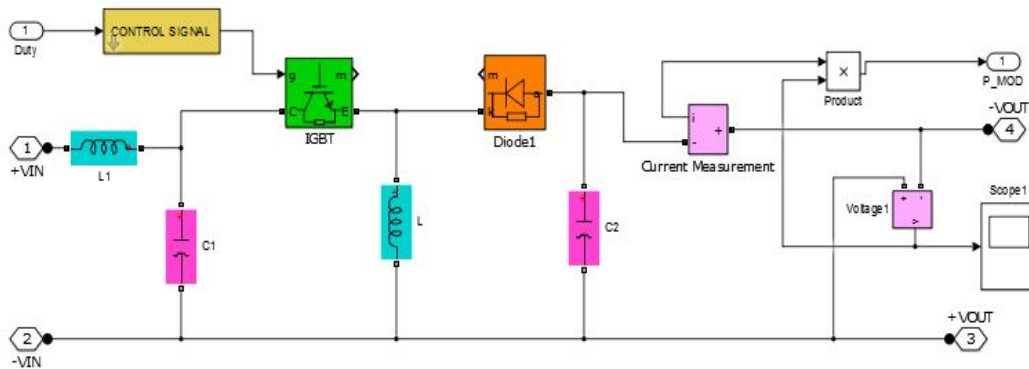 1
Duty
CONTROL SIGNAL
g
m
C
E
IGBT
m
a
k
Diode1
×
Product
1
P_MOD
i
+
-
Current Measurement
-VOUT
4
1
+VIN
+
L1
+
C1
+
L
+
C2
+
-
v
Voltage1
Scope1
2
-VIN
+VOUT
3